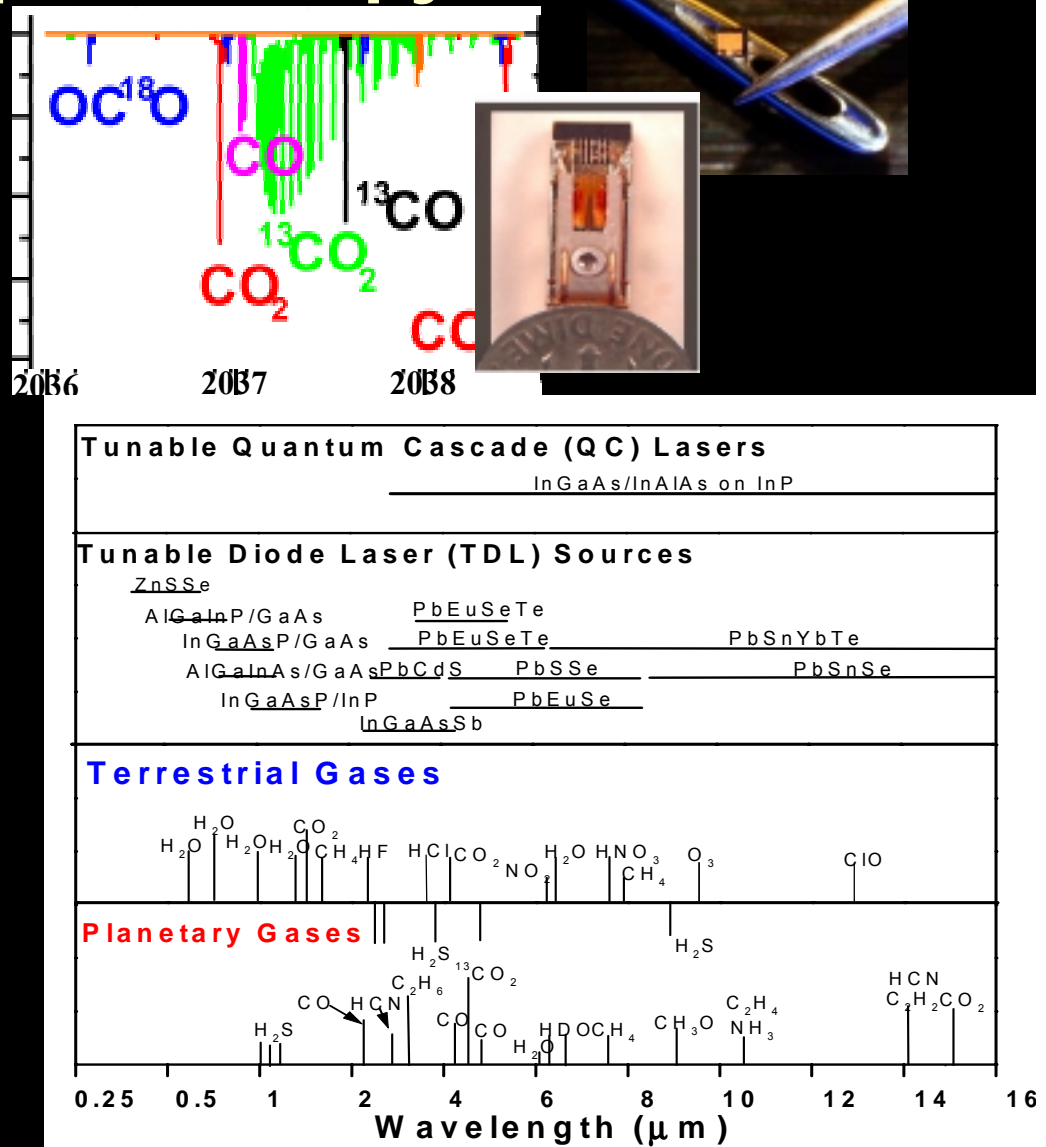 OC18O
CO
13CO
13CO2
CO2
ONE DIME
2036 2037 2038
Tunable Quantum Cascade (QC) Lasers
InGaAs/InAlAs on InP
Tunable Diode Laser (TDL) Sources
ZnSSe
AlGaInP/GaAs PbEuSeTe
InGaAsP/GaAs PbEuSeTe PbSnYbTe
AlGaInAs/GaAs PbCdS PbSSe PbSnSe
InGaAsP/InP PbEuSe
InGaAsSb
Terrestrial Gases
H2O H2O H2O H2O CO2 CH4 HF HCl CO2 NO2 H2O HNO3 CH4 O3 ClO
Planetary Gases
H2S 13CO2 H2S
C2H6 HCN
CO HCN C2H4 C2H2 CO2
H2S CO CO H2O HDO CH4 CH3O NH3
0.25 0.5 1 2 4 6 8 10 12 14 16
Wavelength (μm)